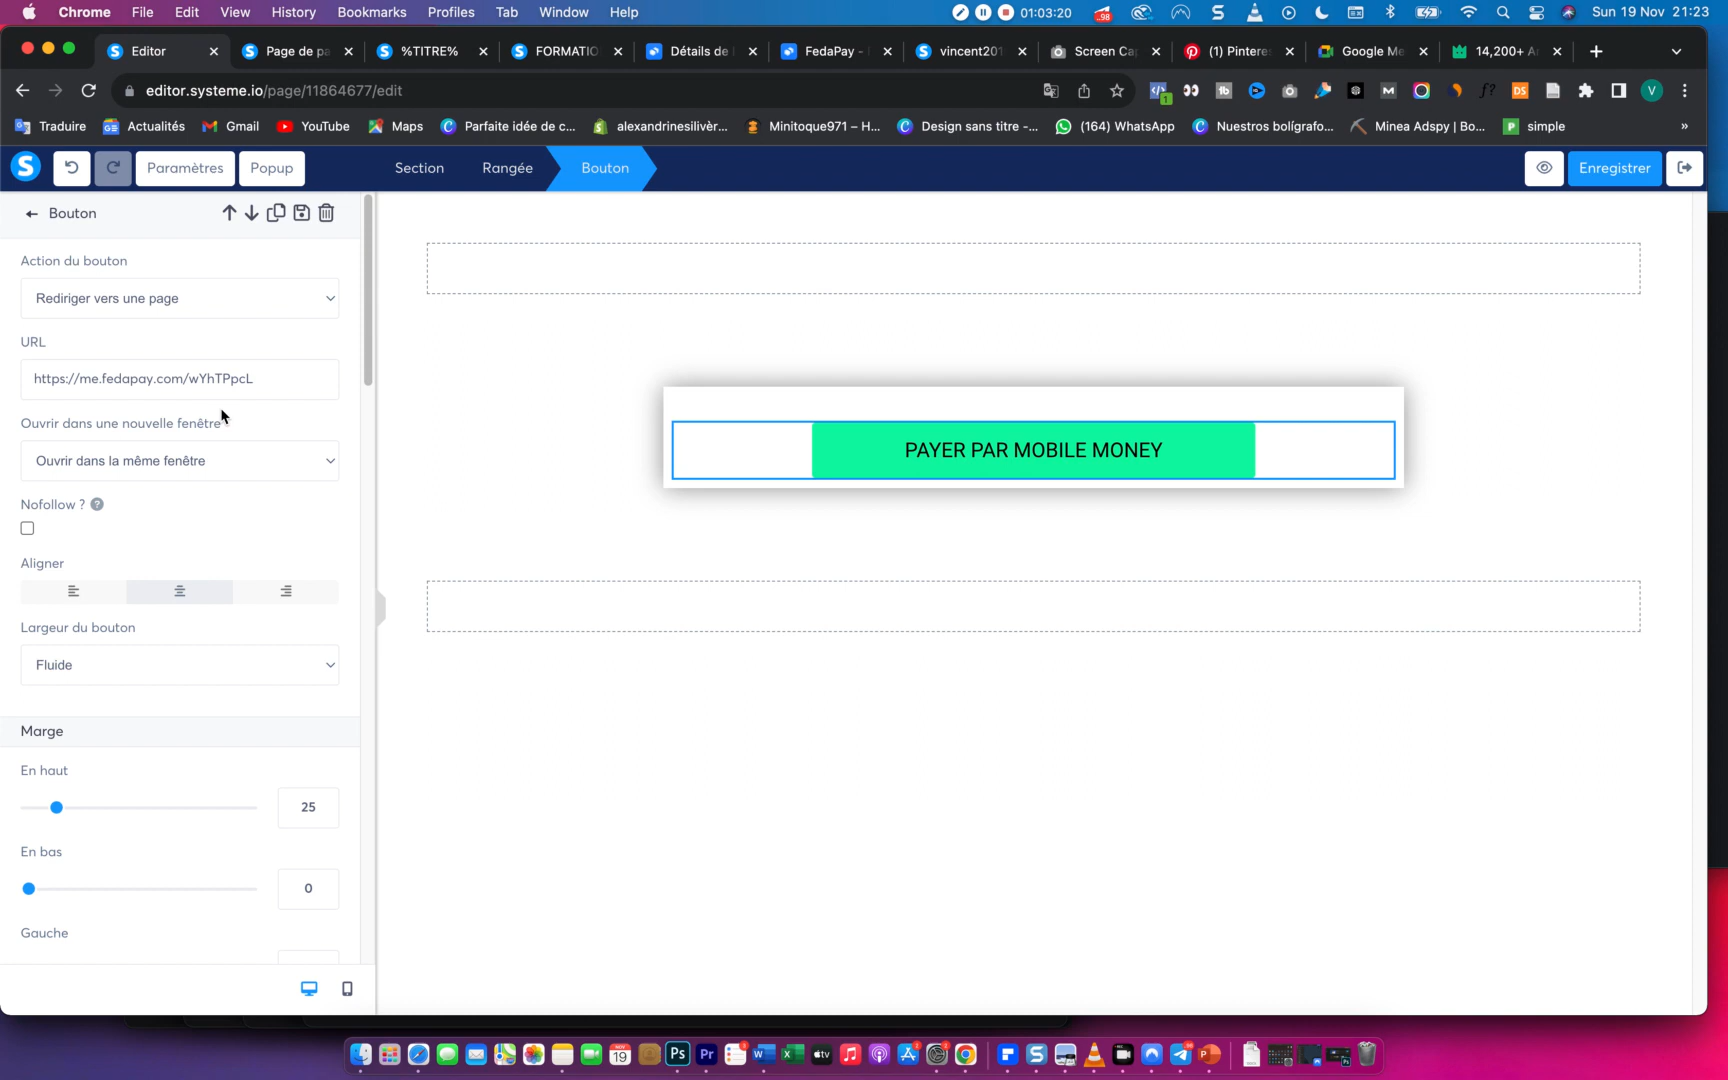 Chrome File Edit View History Bookmarks Profiles Tab Window Help 98 S 01:03:20 Sun 19 Nov 21:23
Editor Page de pa %TITRE% FORMATIO Détails de FedaPay - vincent201 Screen Ca (1) Pintere Google Me 14,200+ A
editor.systeme.io/page/11864677/edit
Traduire Actualités Gmail YouTube Maps Parfaite idée de c... alexandrinesilivèr... Minitoque971 – H... Design sans titre -... (164) WhatsApp Nuestros bolígrafo... Minea Adspy | Bo... simple »
S Paramètres Popup Section Rangée Bouton Enregistrer
Bouton
Action du bouton
Rediriger vers une page
URL
https://me.fedapay.com/wYhTPpcL
Ouvrir dans une nouvelle fenêtre
Ouvrir dans la même fenêtre
PAYER PAR MOBILE MONEY
Nofollow ? ?
Aligner
Largeur du bouton
Fluide
Marge
En haut
25
En bas
0
Gauche